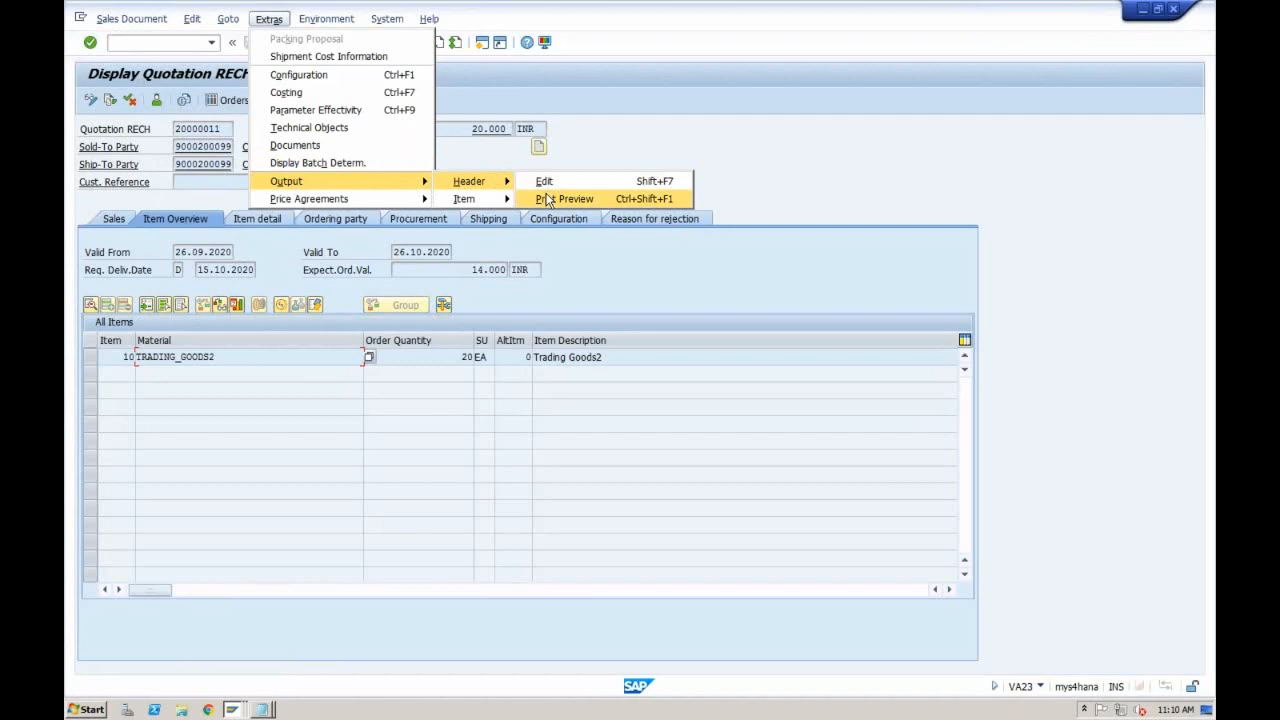 Sales Document Edit Goto Extras Environment System Help
Packing Proposal
Shipment Cost Information
Display Quotation RECH
Configuration Ctrl+F1
Costing Ctrl+F7
Orders
Parameter Effectivity Ctrl+F9
Technical Objects
Quotation RECH 20000011 20.000 INR
Documents
Sold-To Party 9000200099
Display Batch Determ.
Ship-To Party 9000200099
Output Header Edit Shift+F7
Cust. Reference
Price Agreements Item Print Preview Ctrl+Shift+F1
Sales Item Overview Item detail Ordering party Procurement Shipping Configuration Reason for rejection
Valid From 26.09.2020 Valid To 26.10.2020
Req. Deliv.Date D 15.10.2020 Expect.Ord.Val. 14.000 INR
Group
All Items
Item Material Order Quantity SU AltItm Item Description
10 TRADING_GOODS2 20 EA 0 Trading Goods2
SAP
VA23 mys4hana INS
Start 11:10 AM